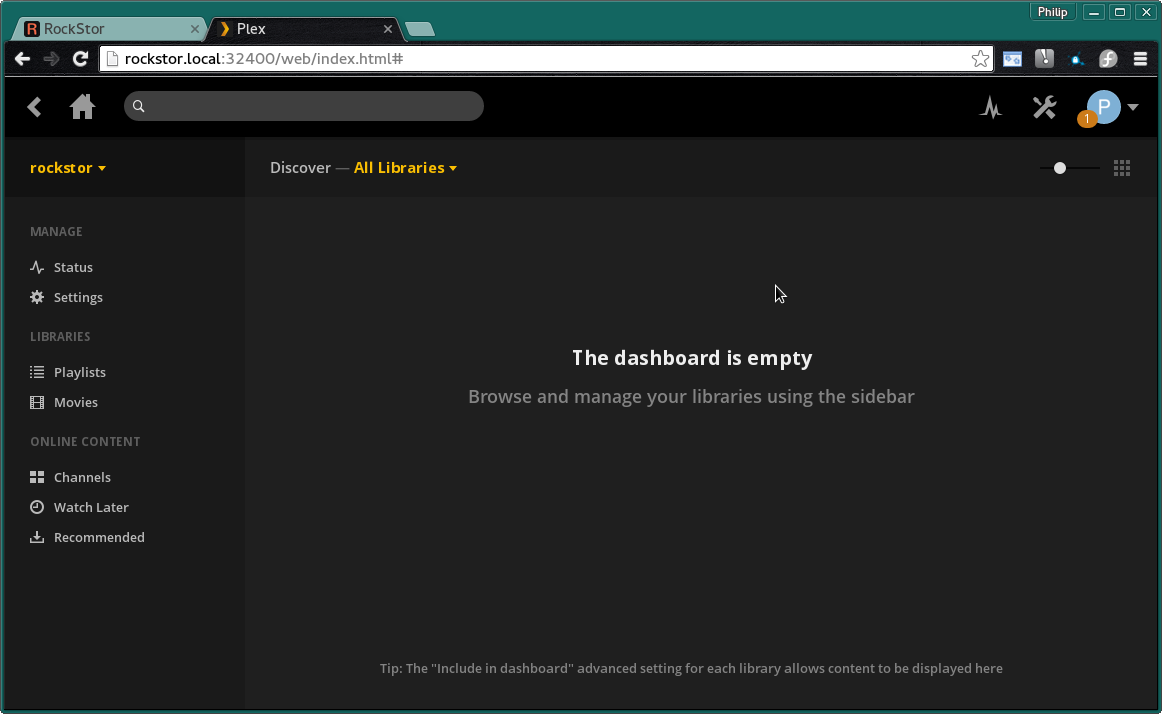 Philip
RockStor
Plex
rockstor.local:32400/web/index.html#
P
1
rockstor
Discover — All Libraries
MANAGE
Status
Settings
LIBRARIES
Playlists
Movies
ONLINE CONTENT
Channels
Watch Later
Recommended
The dashboard is empty
Browse and manage your libraries using the sidebar
Tip: The "Include in dashboard" advanced setting for each library allows content to be displayed here